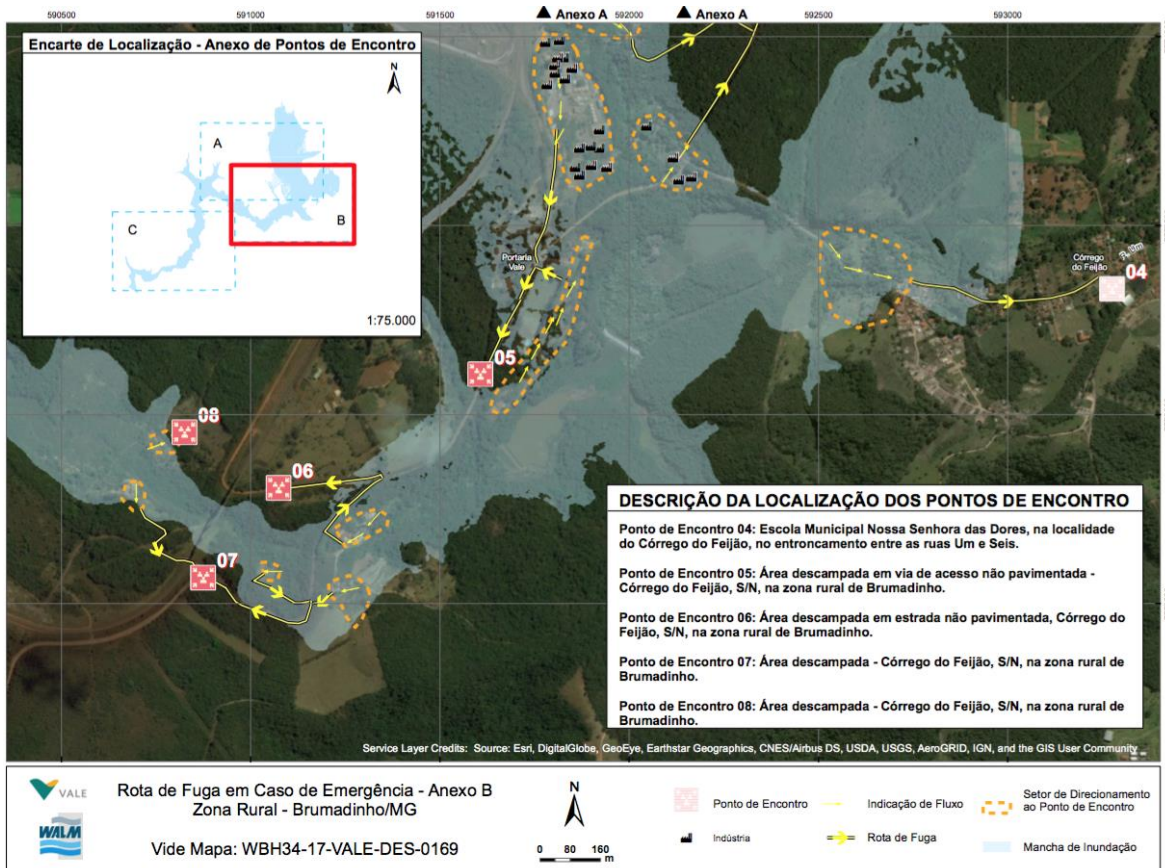 590500
591000
591500
Anexo A
592000
Anexo A
592500
593000
Encarte de Localização - Anexo de Pontos de Encontro
N
A
B
C
1:75.000
Portaria
Vale
Córrego
do Feijão
04
05
08
06
07
DESCRIÇÃO DA LOCALIZAÇÃO DOS PONTOS DE ENCONTRO
Ponto de Encontro 04: Escola Municipal Nossa Senhora das Dores, na localidade
do Córrego do Feijão, no entroncamento entre as ruas Um e Seis.
Ponto de Encontro 05: Área descampada em via de acesso não pavimentada -
Córrego do Feijão, S/N, na zona rural de Brumadinho.
Ponto de Encontro 06: Área descampada em estrada não pavimentada, Córrego do
Feijão, S/N, na zona rural de Brumadinho.
Ponto de Encontro 07: Área descampada - Córrego do Feijão, S/N, na zona rural de
Brumadinho.
Ponto de Encontro 08: Área descampada - Córrego do Feijão, S/N, na zona rural de
Brumadinho.
Service Layer Credits: Source: Esri, DigitalGlobe, GeoEye, Earthstar Geographics, CNES/Airbus DS, USDA, USGS, AeroGRID, IGN, and the GIS User Community
VALE
WALM
Rota de Fuga em Caso de Emergência - Anexo B
Zona Rural - Brumadinho/MG
Vide Mapa: WBH34-17-VALE-DES-0169
N
0 80 160
m
Ponto de Encontro
Indicação de Fluxo
Setor de Direcionamento
ao Ponto de Encontro
Indústria
Rota de Fuga
Mancha de Inundação